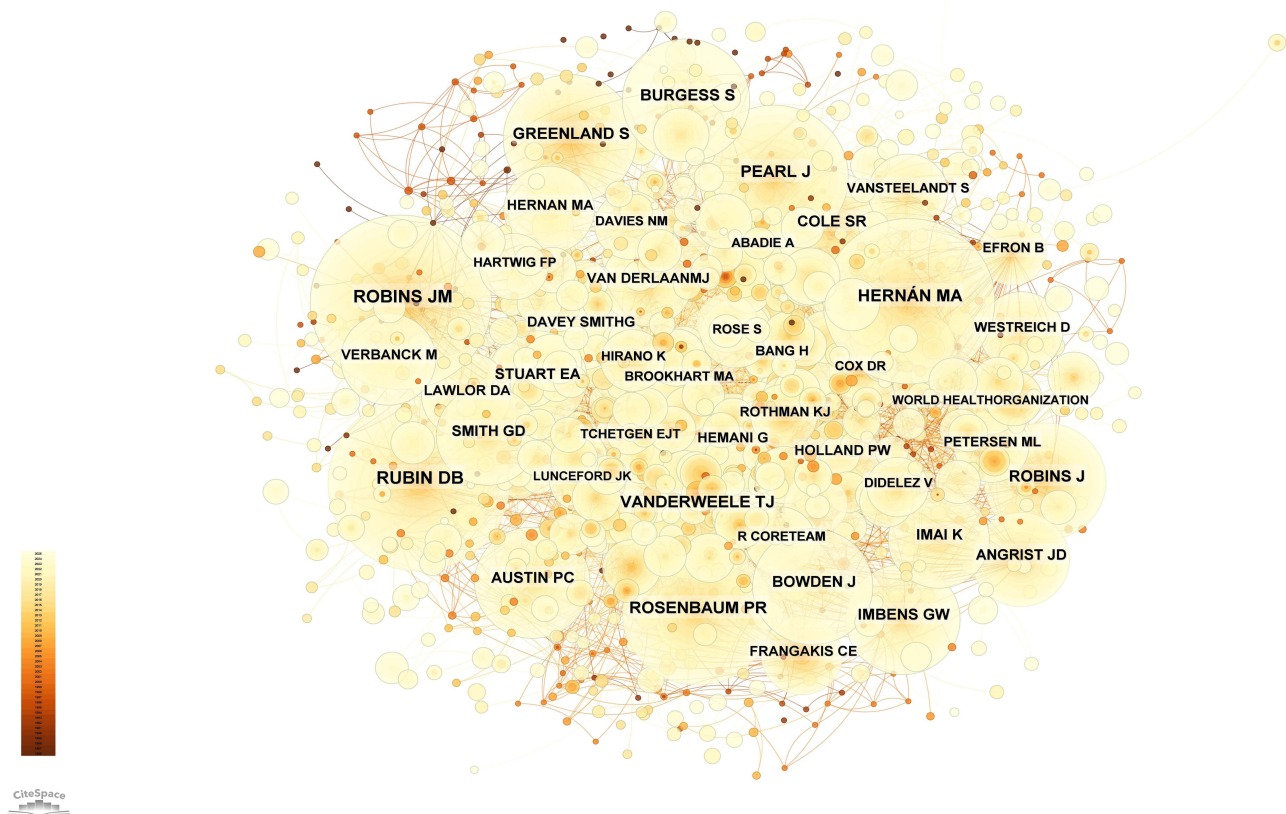 BURGESS S
GREENLAND S
PEARL J
VANSTEELANDT S
HERNAN MA
DAVIES NM
COLE SR
ABADIE A
EFRON B
HARTWIG FP
VAN DERLAANMJ
ROBINS JM
HERNÁN MA
DAVEY SMITHG
ROSE S
WESTREICH D
VERBANCK M
HIRANO K
BANG H
STUART EA
BROOKHART MA
COX DR
LAWLOR DA
WORLD HEALTHORGANIZATION
ROTHMAN KJ
SMITH GD
TCHETGEN EJT
HEMANI G
PETERSEN ML
HOLLAND PW
RUBIN DB
LUNCEFORD JK
ROBINS J
DIDELEZ V
VANDERWEELE TJ
R CORETEAM
IMAI K
ANGRIST JD
AUSTIN PC
BOWDEN J
ROSENBAUM PR
IMBENS GW
FRANGAKIS CE
CiteSpace